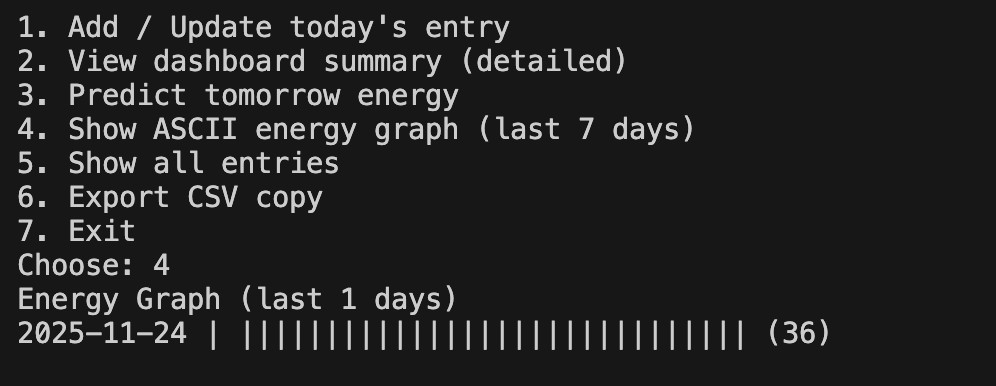 1. Add / Update today's entry
2. View dashboard summary (detailed)
3. Predict tomorrow energy
4. Show ASCII energy graph (last 7 days)
5. Show all entries
6. Export CSV copy
7. Exit
Choose: 4
Energy Graph (last 1 days)
2025-11-24 | |||||||||||||||||||||||||||||| (36)